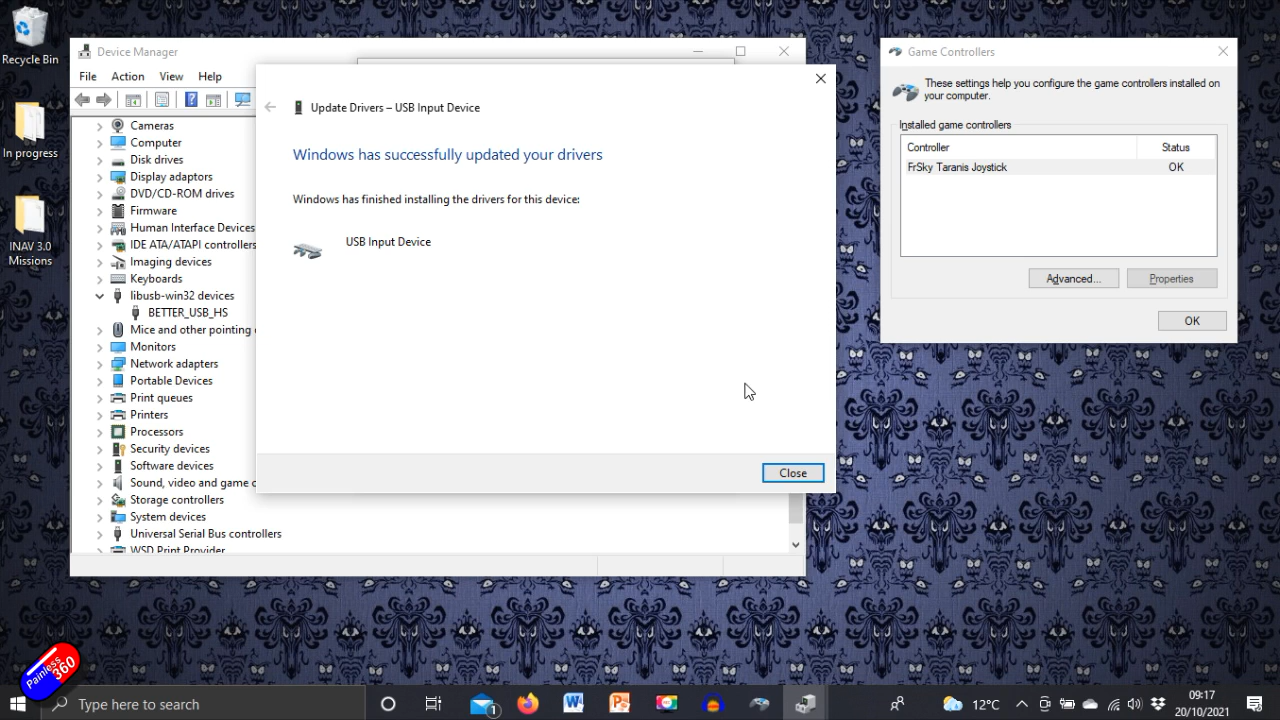 Recycle Bin
In progress
INAV 3.0
Missions
Device Manager
File Action View Help
Cameras
Computer
Disk drives
Display adaptors
DVD/CD-ROM drives
Firmware
Human Interface Devices
IDE ATA/ATAPI controllers
Imaging devices
Keyboards
libusb-win32 devices
BETTER_USB_HS
Mice and other pointing
Monitors
Network adapters
Portable Devices
Print queues
Printers
Processors
Security devices
Software devices
Sound, video and game c
Storage controllers
System devices
Universal Serial Bus controllers
WSD Print Provider
Update Drivers – USB Input Device
Windows has successfully updated your drivers
Windows has finished installing the drivers for this device:
USB Input Device
Close
Game Controllers
These settings help you configure the game controllers installed on
your computer.
Installed game controllers
Controller Status
FrSky Taranis Joystick OK
Advanced... Properties
OK
Painless
360
Type here to search
1
12°C
09:17
20/10/2021